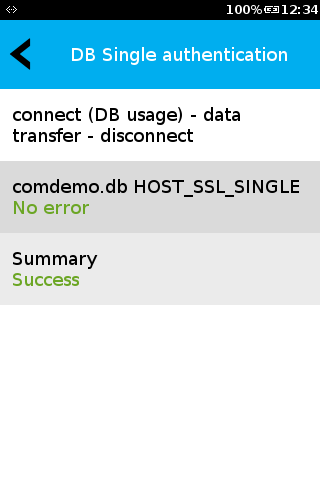 100% 12:34
DB Single authentication
connect (DB usage) - data
transfer - disconnect
comdemo.db HOST_SSL_SINGLE
No error
Summary
Success